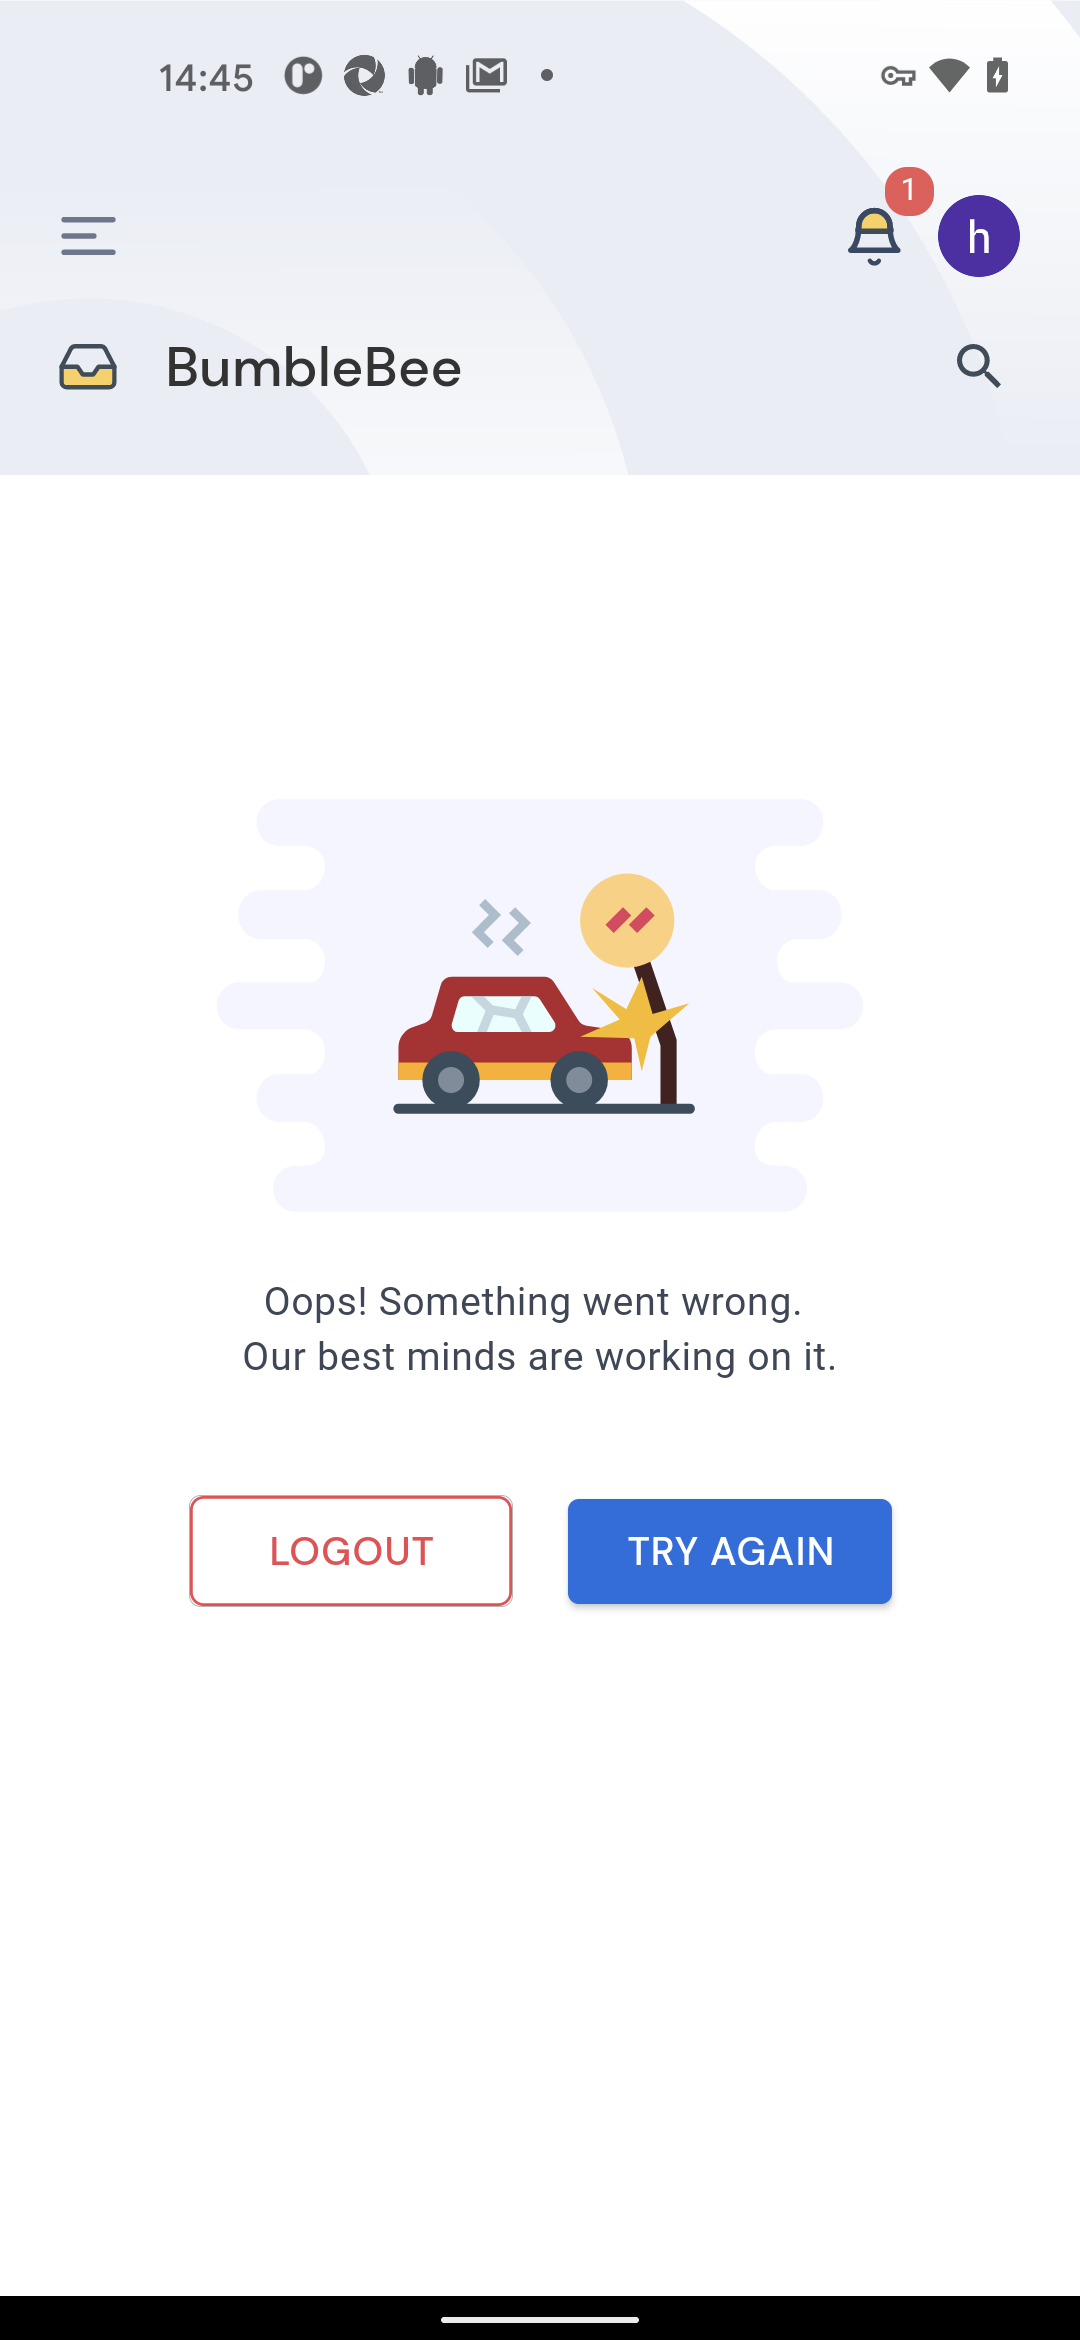 14:45
1
h
BumbleBee
Oops! Something went wrong.
Our best minds are working on it.
LOGOUT
TRY AGAIN